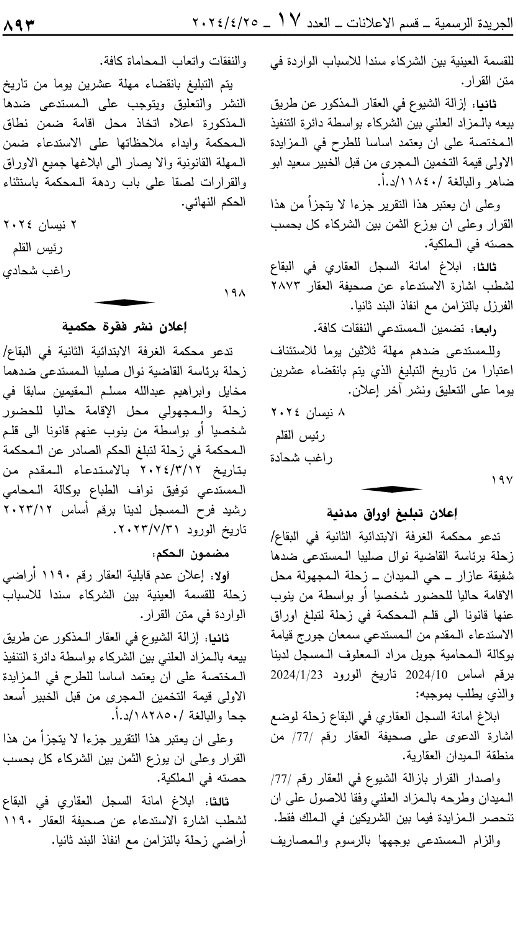 الجريدة الرسمية ــ قسم الاعلانات ــ العدد ١٧ ــ ٢٠٢٤/٤/٢٥
٨٩٣
للقسمة العينية بين الشركاء سندا للاسباب الواردة في
متن القرار.
ثانيا: إزالة الشيوع في العقار المذكور عن طريق
بيعه بالمزاد العلني بين الشركاء بواسطة دائرة التنفيذ
المختصة على ان يعتمد اساسا للطرح في المزايدة
الاولى قيمة التخمين المجرى من قبل الخبير سعيد ابو
ضاهر والبالغة /١١٨٤٠/د.أ.
وعلى ان يعتبر هذا التقرير جزءا لا يتجزأ من هذا
القرار وعلى ان يوزع الثمن بين الشركاء كل بحسب
حصته في الملكية.
ثالثا: ابلاغ امانة السجل العقاري في البقاع
لشطب اشارة الاستدعاء عن صحيفة العقار ٢٨٧٣
الفرزل بالتزامن مع انفاذ البند ثانيا.
رابعا: تضمين المستدعي النفقات كافة.
وللمستدعى ضدهم مهلة ثلاثين يوما للاستئناف
اعتبارا من تاريخ التبليغ الذي يتم بانقضاء عشرين
يوما على التعليق ونشر آخر إعلان.
٨ نيسان ٢٠٢٤
رئيس القلم
راغب شحادة
١٩٧
إعلان تبليغ اوراق مدنية
تدعو محكمة الغرفة الابتدائية الثانية في البقاع/
زحلة برئاسة القاضية نوال صليبا المستدعى ضدها
شفيقة عازار ــ حي الميدان ــ زحلة المجهولة محل
الاقامة حاليا للحضور شخصيا أو بواسطة من ينوب
عنها قانونا الى قلم المحكمة في زحلة لتبلغ اوراق
الاستدعاء المقدم من المستدعي سمعان جورج قيامة
بوكالة المحامية جويل مراد المعلوف المسجل لدينا
برقم اساس 2024/10 تاريخ الورود 2024/1/23
والذي يطلب بموجبه:
ابلاغ امانة السجل العقاري في البقاع زحلة لوضع
اشارة الدعوى على صحيفة العقار رقم /77/ من
منطقة الميدان العقارية.
واصدار القرار بازالة الشيوع في العقار رقم /77/
الميدان وطرحه بالمزاد العلني وفقا للاصول على ان
تنحصر المزايدة فيما بين الشريكين في الملك فقط.
والزام المستدعى بوجهها بالرسوم والمصاريف
والنفقات واتعاب المحاماة كافة.
يتم التبليغ بانقضاء مهلة عشرين يوما من تاريخ
النشر والتعليق ويتوجب على المستدعى ضدها
المذكورة اعلاه اتخاذ محل اقامة ضمن نطاق
المحكمة وابداء ملاحظاتها على الاستدعاء ضمن
المهلة القانونية والا يصار الى ابلاغها جميع الاوراق
والقرارات لصقا على باب ردهة المحكمة باستثناء
الحكم النهائي.
٢ نيسان ٢٠٢٤
رئيس القلم
راغب شحادي
١٩٨
إعلان نشر فقرة حكمية
تدعو محكمة الغرفة الابتدائية الثانية في البقاع/
زحلة برئاسة القاضية نوال صليبا المستدعى ضدهما
مخايل وابراهيم عبدالله مسلم المقيمين سابقا في
زحلة والمجهولي محل الإقامة حاليا للحضور
شخصيا أو بواسطة من ينوب عنهم قانونا الى قلم
المحكمة في زحلة لتبلغ الحكم الصادر عن المحكمة
بتاريخ ٢٠٢٤/٣/١٢ بالاستدعاء المقدم من
المستدعي توفيق نواف الطباع بوكالة المحامي
رشيد فرح المسجل لدينا برقم أساس ٢٠٢٣/١٢
تاريخ الورود ٢٠٢٣/٧/٣١.
مضمون الحكم:
اولا: إعلان عدم قابلية العقار رقم ١١٩٠ أراضي
زحلة للقسمة العينية بين الشركاء سندا للاسباب
الواردة في متن القرار.
ثانيا: إزالة الشيوع في العقار المذكور عن طريق
بيعه بالمزاد العلني بين الشركاء بواسطة دائرة التنفيذ
المختصة على ان يعتمد اساسا للطرح في المزايدة
الاولى قيمة التخمين المجرى من قبل الخبير أسعد
جحا والبالغة /١٨٢٨٥٠/د.أ.
وعلى ان يعتبر هذا التقرير جزءا لا يتجزأ من هذا
القرار وعلى ان يوزع الثمن بين الشركاء كل بحسب
حصته في الملكية.
ثالثا: ابلاغ امانة السجل العقاري في البقاع
لشطب اشارة الاستدعاء عن صحيفة العقار ١١٩٠
أراضي زحلة بالتزامن مع انفاذ البند ثانيا.